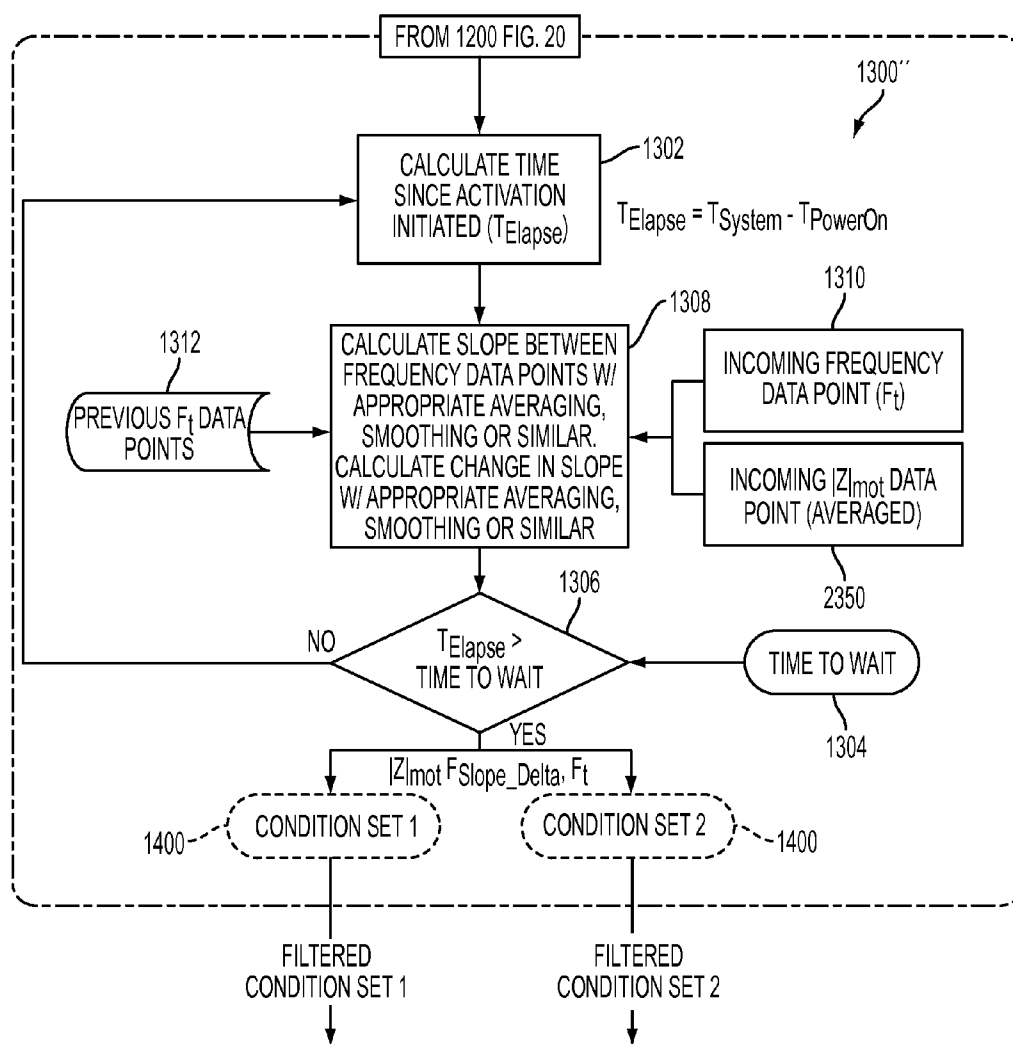 FROM 1200 FIG. 20
1300´´
1302
CALCULATE TIME
SINCE ACTIVATION
INITIATED (TElapse)
TElapse = TSystem - TPowerOn
1308
1310
1312
CALCULATE SLOPE BETWEEN
FREQUENCY DATA POINTS W/
APPROPRIATE AVERAGING,
SMOOTHING OR SIMILAR.
CALCULATE CHANGE IN SLOPE
W/ APPROPRIATE AVERAGING,
SMOOTHING OR SIMILAR
INCOMING FREQUENCY
DATA POINT (Ft)
PREVIOUS Ft DATA
POINTS
INCOMING |Z|mot DATA
POINT (AVERAGED)
2350
1306
NO
TElapse >
TIME TO WAIT
TIME TO WAIT
1304
YES
|Z|mot FSlope_Delta, Ft
CONDITION SET 1
CONDITION SET 2
1400
1400
FILTERED
CONDITION SET 1
FILTERED
CONDITION SET 2